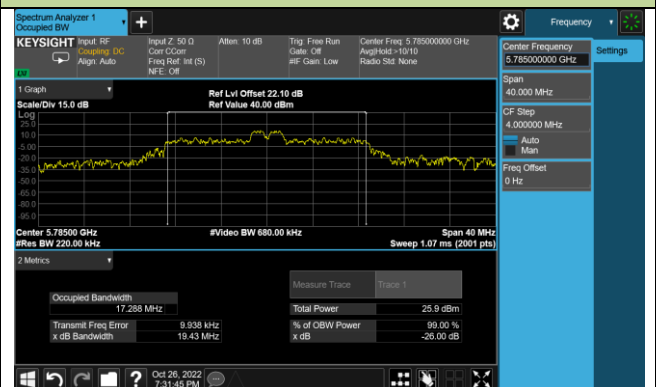 Spectrum Analyzer 1
Occupied BW
Frequency
KEYSIGHT
Input: RF
Coupling: DC
Align: Auto
Input Z: 50 Ω
Corr CCorr
Freq Ref: Int (S)
NFE: Off
Atten: 10 dB
Trig: Free Run
Gate: Off
#IF Gain: Low
Center Freq: 5.785000000 GHz
Avg|Hold:>10/10
Radio Std: None
Center Frequency
5.785000000 GHz
Settings
Span
40.000 MHz
CF Step
4.000000 MHz
Auto
Man
Freq Offset
0 Hz
1 Graph
Scale/Div 15.0 dB
Ref Lvl Offset 22.10 dB
Ref Value 40.00 dBm
Log
25.0
10.0
-5.00
-20.0
-35.0
-50.0
-65.0
-80.0
-95.0
Center 5.78500 GHz
#Res BW 220.00 kHz
#Video BW 680.00 kHz
Span 40 MHz
Sweep 1.07 ms (2001 pts)
2 Metrics
Measure Trace
Trace 1
Occupied Bandwidth
17.288 MHz
Total Power
25.9 dBm
Transmit Freq Error
9.938 kHz
% of OBW Power
99.00 %
x dB Bandwidth
19.43 MHz
x dB
-26.00 dB
Oct 26, 2022
7:31:45 PM